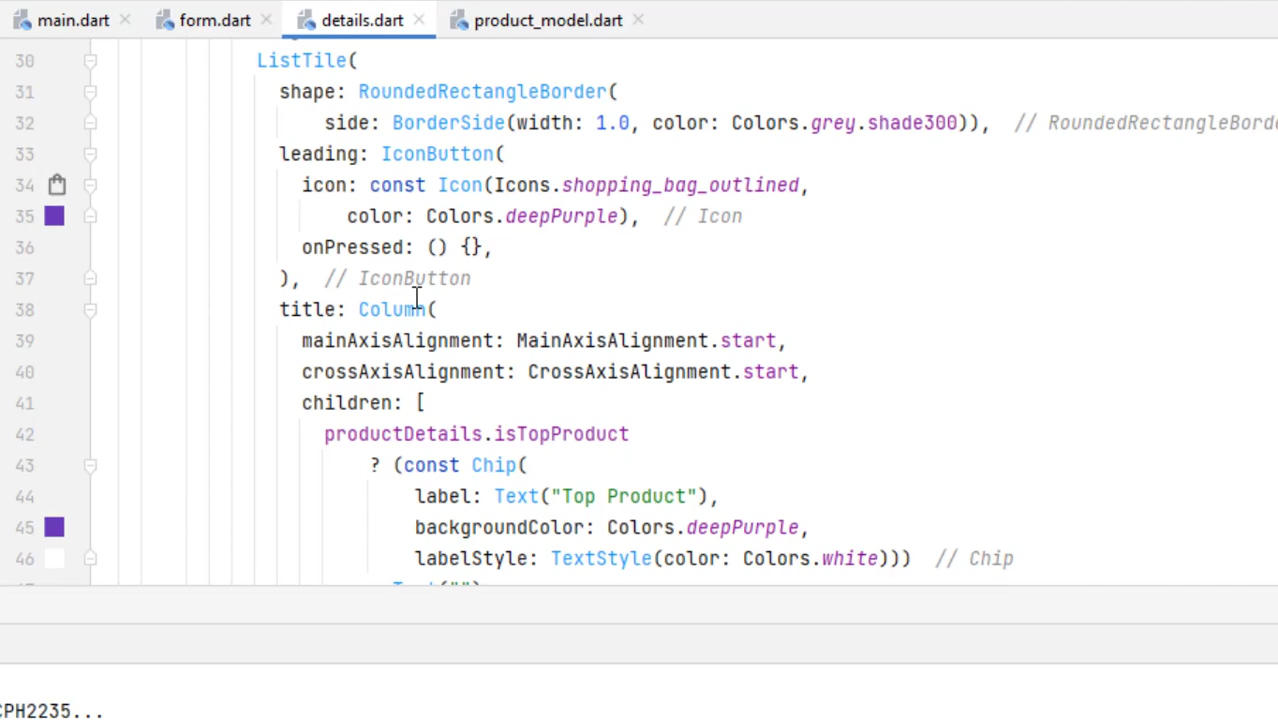 main.dart form.dart details.dart product_model.dart
30 ListTile(
31 shape: RoundedRectangleBorder(
32 side: BorderSide(width: 1.0, color: Colors.grey.shade300)), // RoundedRectangleBorde
33 leading: IconButton(
34 icon: const Icon(Icons.shopping_bag_outlined,
35 color: Colors.deepPurple), // Icon
36 onPressed: () {},
37 ), // IconButton
38 title: Column(
39 mainAxisAlignment: MainAxisAlignment.start,
40 crossAxisAlignment: CrossAxisAlignment.start,
41 children: [
42 productDetails.isTopProduct
43 ? (const Chip(
44 label: Text("Top Product"),
45 backgroundColor: Colors.deepPurple,
46 labelStyle: TextStyle(color: Colors.white))) // Chip
CPH2235...